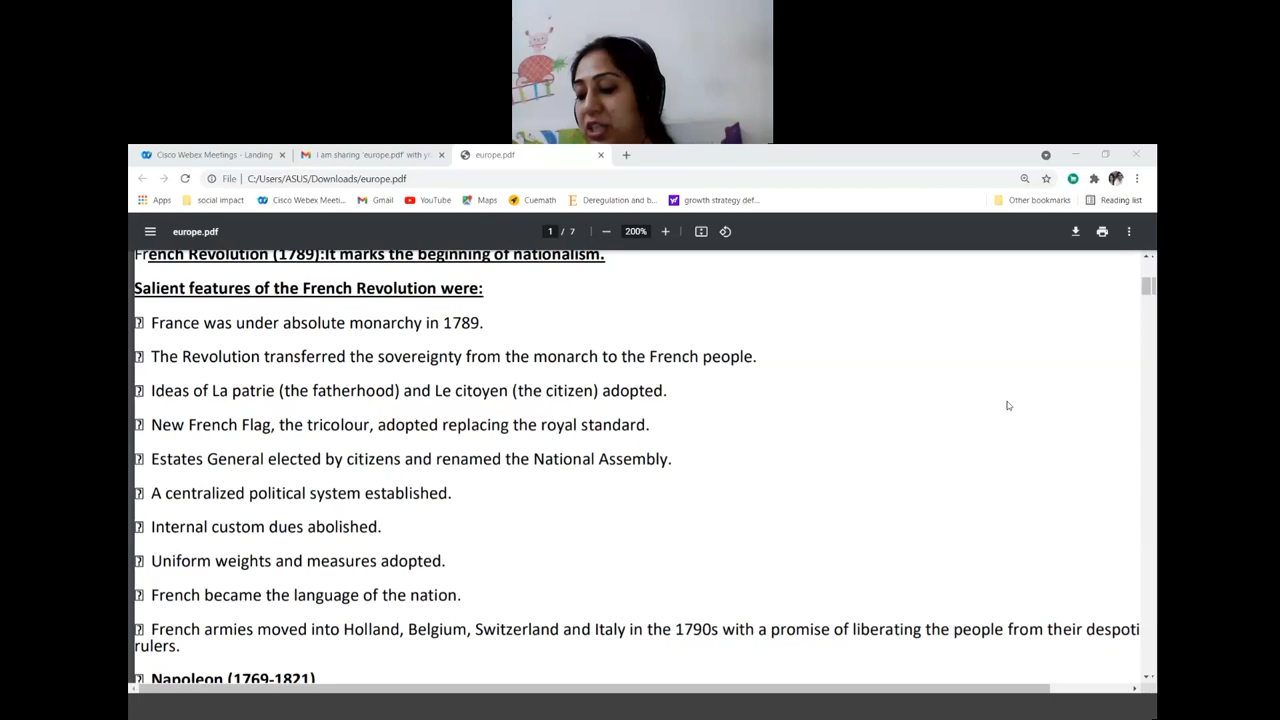 Cisco Webex Meetings - Landing
I am sharing 'europe.pdf' with y
europe.pdf
File
C:/Users/ASUS/Downloads/europe.pdf
Apps
social impact
Cisco Webex Meeti...
Gmail
YouTube
Maps
Cuemath
Deregulation and b...
growth strategy def...
Other bookmarks
Reading list
europe.pdf
1 / 7
200%
French Revolution (1789):It marks the beginning of nationalism.
Salient features of the French Revolution were:
France was under absolute monarchy in 1789.
The Revolution transferred the sovereignty from the monarch to the French people.
Ideas of La patrie (the fatherhood) and Le citoyen (the citizen) adopted.
New French Flag, the tricolour, adopted replacing the royal standard.
Estates General elected by citizens and renamed the National Assembly.
A centralized political system established.
Internal custom dues abolished.
Uniform weights and measures adopted.
French became the language of the nation.
French armies moved into Holland, Belgium, Switzerland and Italy in the 1790s with a promise of liberating the people from their despoti
rulers.
Napoleon (1769-1821)